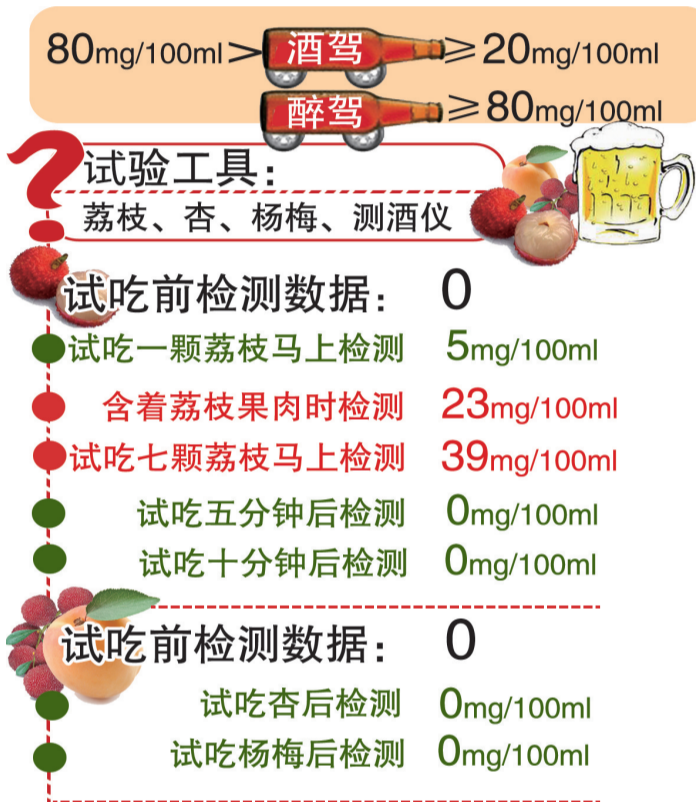 80mg/100ml> 酒驾 ≥20mg/100ml
醉驾 ≥80mg/100ml
试验工具：
荔枝、杏、杨梅、测酒仪
试吃前检测数据： 0
试吃一颗荔枝马上检测 5mg/100ml
含着荔枝果肉时检测 23mg/100ml
试吃七颗荔枝马上检测 39mg/100ml
试吃五分钟后检测 0mg/100ml
试吃十分钟后检测 0mg/100ml
试吃前检测数据： 0
试吃杏后检测 0mg/100ml
试吃杨梅后检测 0mg/100ml